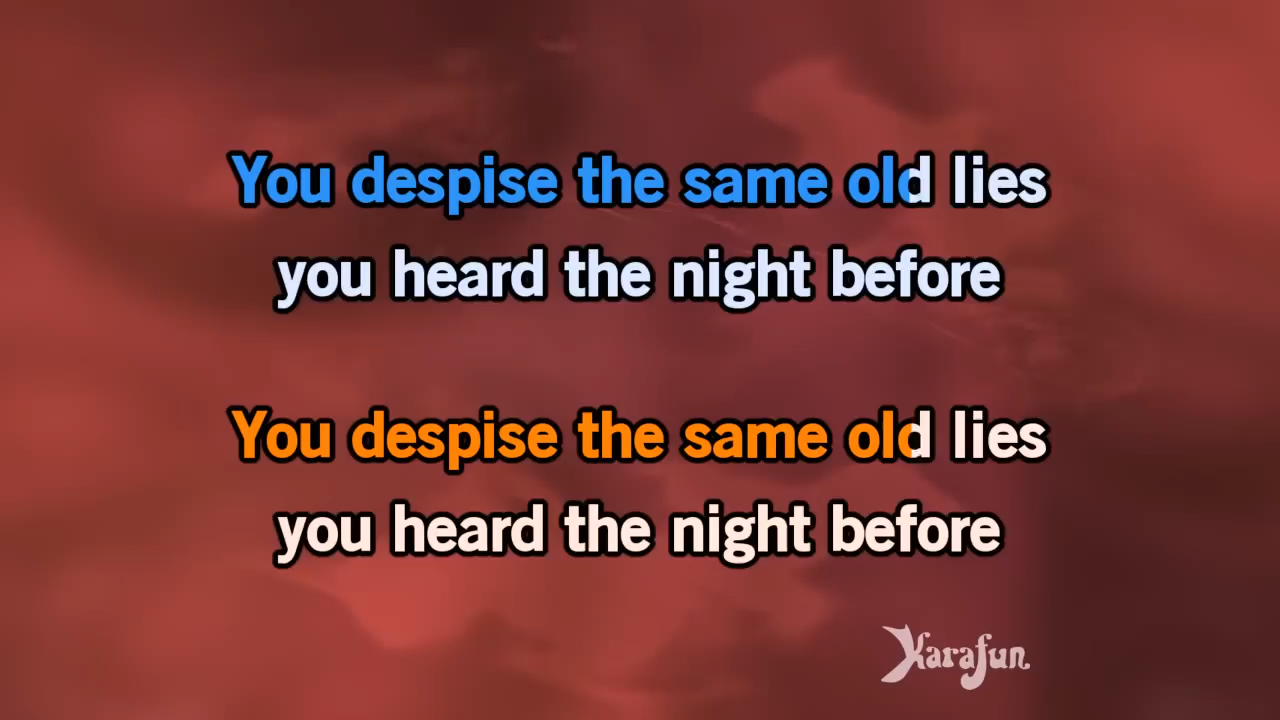 You despise the same old lies
you heard the night before
You despise the same old lies
you heard the night before
Karafun